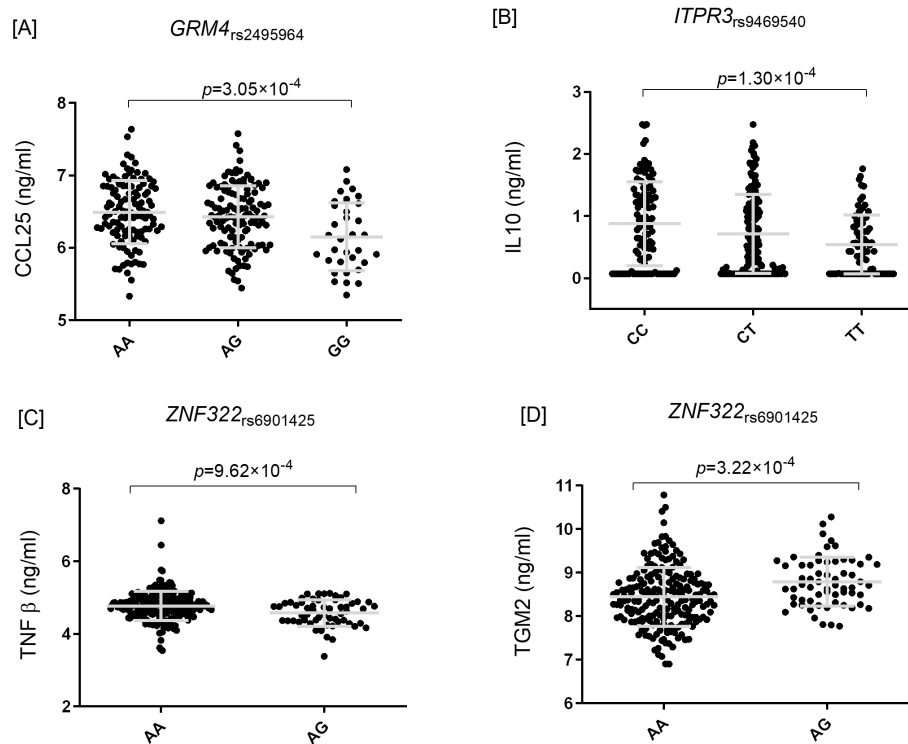 [A]
GRM4rs2495964
p=3.05×10-4
CCL25 (ng/ml)
8
7
6
5
AA
AG
GG
[B]
ITPR3rs9469540
p=1.30×10-4
IL10 (ng/ml)
3
2
1
0
CC
CT
TT
[C]
ZNF322rs6901425
p=9.62×10-4
TNF β (ng/ml)
8
6
4
2
AA
AG
[D]
ZNF322rs6901425
p=3.22×10-4
TGM2 (ng/ml)
11
10
9
8
7
6
AA
AG